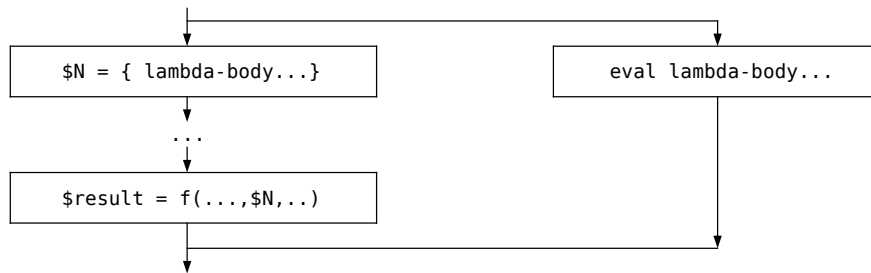 $N = { lambda-body...}
eval lambda-body...
...
$result = f(...,$N,..)